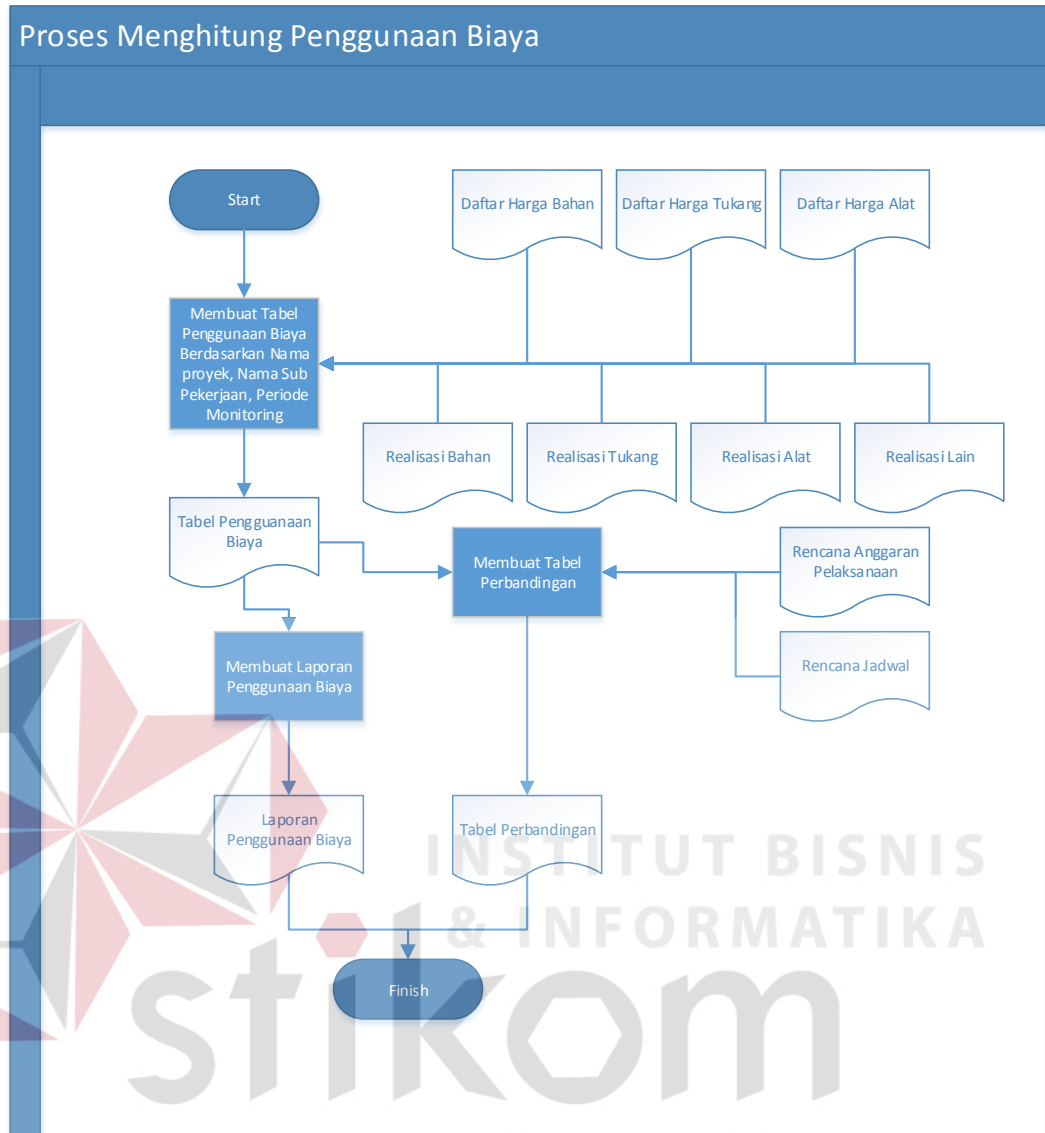 Proses Menghitung Penggunaan Biaya
Start
Daftar Harga Bahan
Daftar Harga Tukang
Daftar Harga Alat
Membuat Tabel
Penggunaan Biaya
Berdasarkan Nama
proyek, Nama Sub
Pekerjaan, Periode
Monitoring
Realisasi Bahan
Realisasi Tukang
Realisasi Alat
Realisasi Lain
Tabel Pengguanaan
Biaya
Membuat Tabel
Perbandingan
Rencana Anggaran
Pelaksanaan
Membuat Laporan
Penggunaan Biaya
Rencana Jadwal
Laporan
Penggunaan Biaya
Tabel Perbandingan
INSTITUT BISNIS
& INFORMATIKA
stikom
Finish